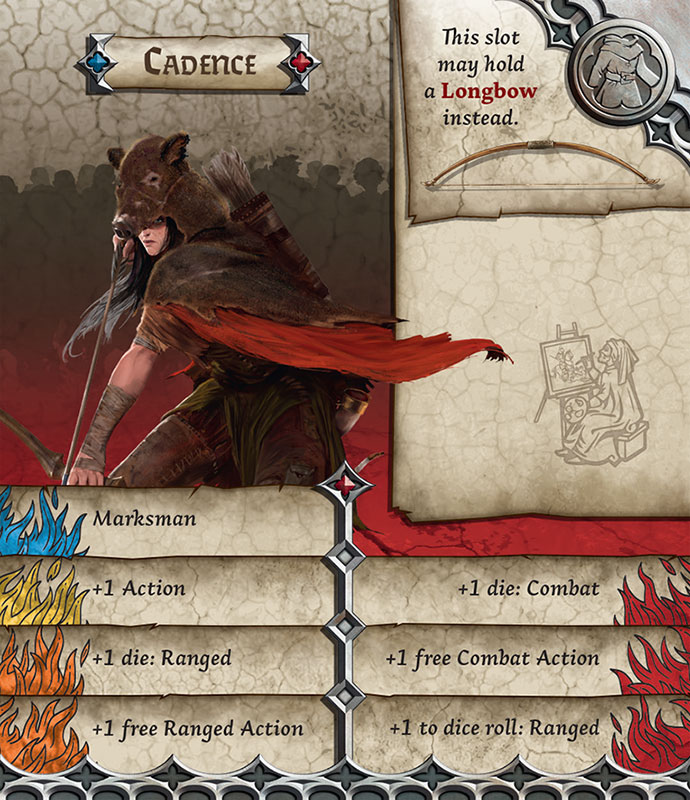 Cadence
This slot
may hold
a Longbow
instead.
Marksman
+1 Action
+1 die: Combat
+1 die: Ranged
+1 free Combat Action
+1 free Ranged Action
+1 to dice roll: Ranged